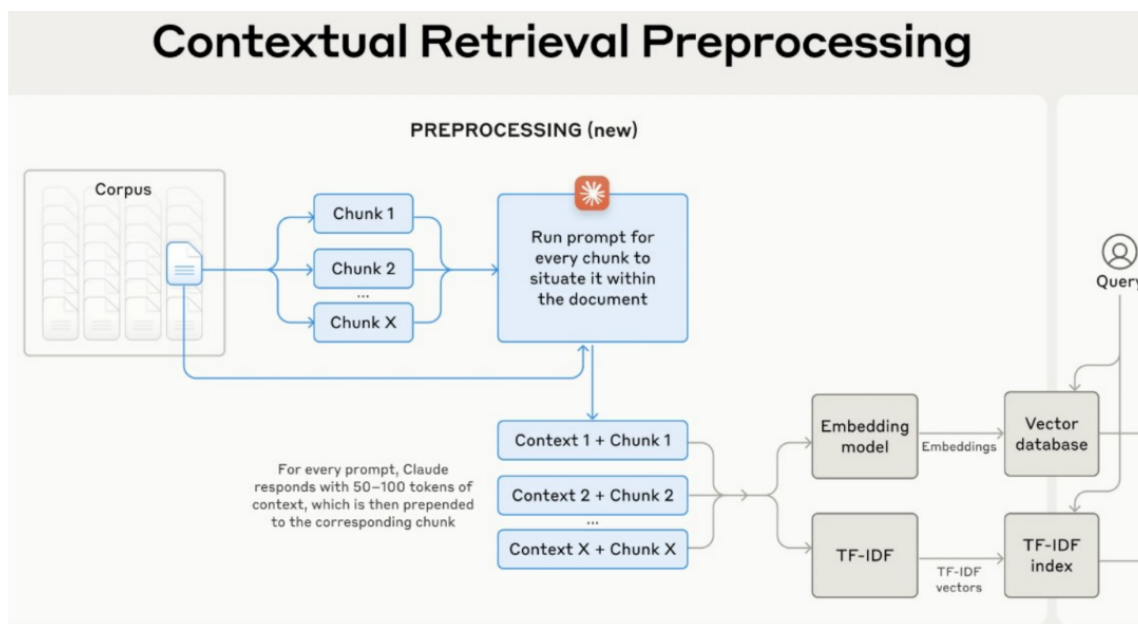 Contextual Retrieval Preprocessing
PREPROCESSING (new)
Corpus
Chunk 1
Chunk 2
...
Chunk X
Run prompt for
every chunk to
situate it within
the document
Query
Context 1 + Chunk 1
Context 2 + Chunk 2
...
Context X + Chunk X
For every prompt, Claude
responds with 50–100 tokens of
context, which is then prepended
to the corresponding chunk
Embedding
model
Embeddings
Vector
database
TF-IDF
TF-IDF
vectors
TF-IDF
index